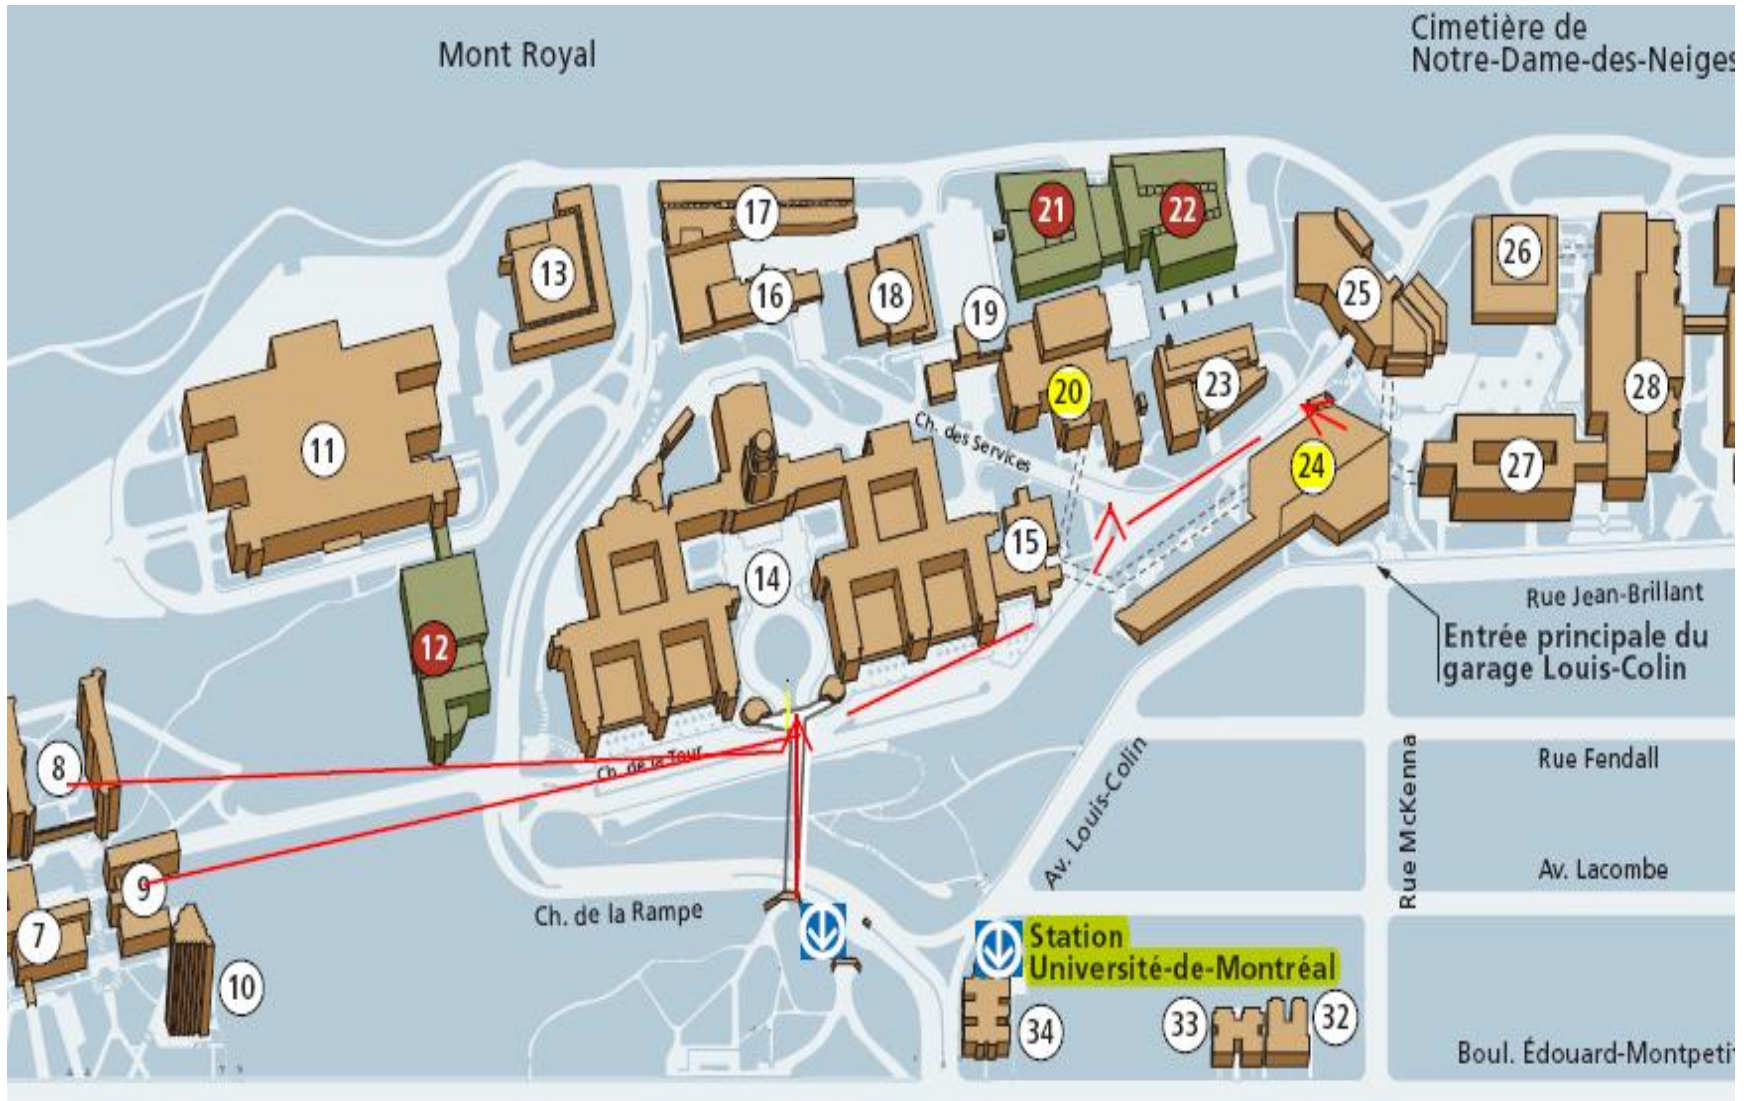 Mont Royal
Cimetière de
Notre-Dame-des-Neiges
21
22
17
13
26
16
18
25
19
20
23
28
Ch. des Services
11
24
27
15
14
Rue Jean-Brillant
12
Entrée principale du
garage Louis-Colin
8
Ch. de la Tour
Rue Fendall
Av. Louis-Colin
Rue McKenna
9
Av. Lacombe
7
Ch. de la Rampe
Station
Université-de-Montréal
10
34
33
32
Boul. Édouard-Montpeti